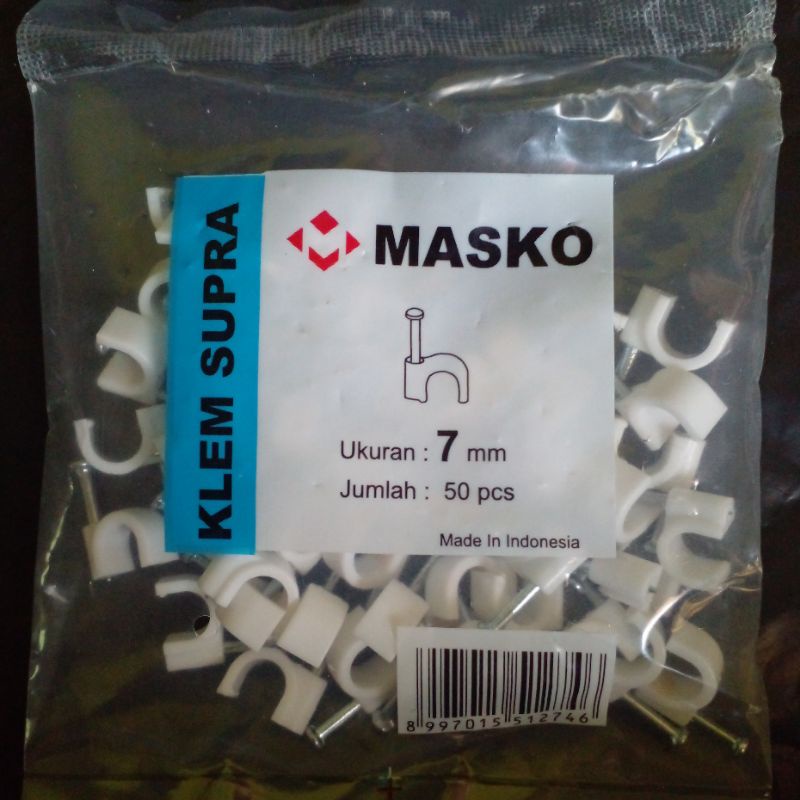 KLEM SUPRA
MASKO
Ukuran : 7 mm
Jumlah : 50 pcs
Made In Indonesia
8 997015 512746